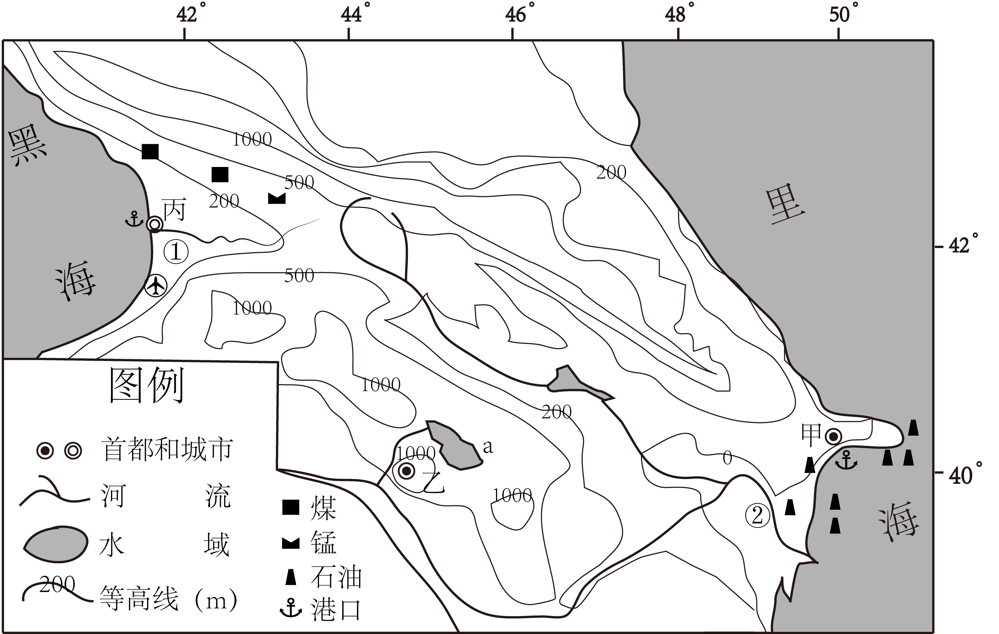 42°
44°
46°
48°
50°
1000
200
500
200
丙
黑
海
里
海
①
42°
500
1000
1000
200
甲
a
1000
乙
0
40°
1000
②
图例
首都和城市
河流
水域
200
等高线(m)
煤
锰
石油
港口